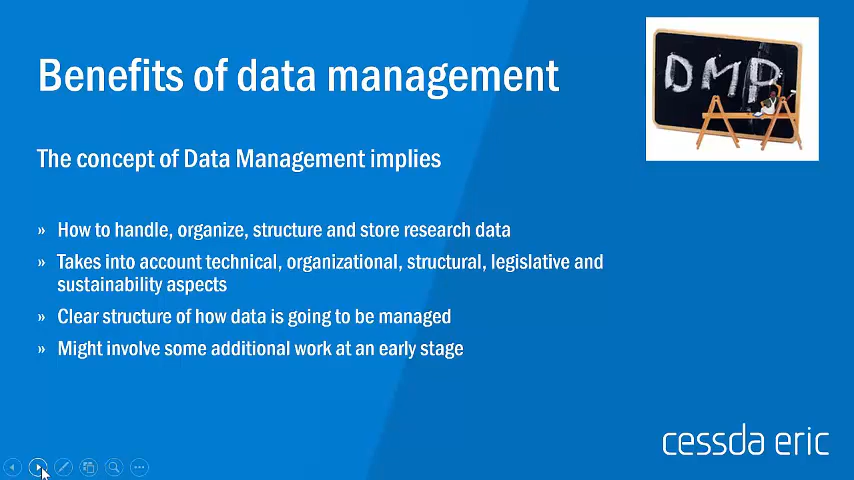 Benefits of data management
DMP
The concept of Data Management implies
» How to handle, organize, structure and store research data
» Takes into account technical, organizational, structural, legislative and
sustainability aspects
» Clear structure of how data is going to be managed
» Might involve some additional work at an early stage
cessda eric